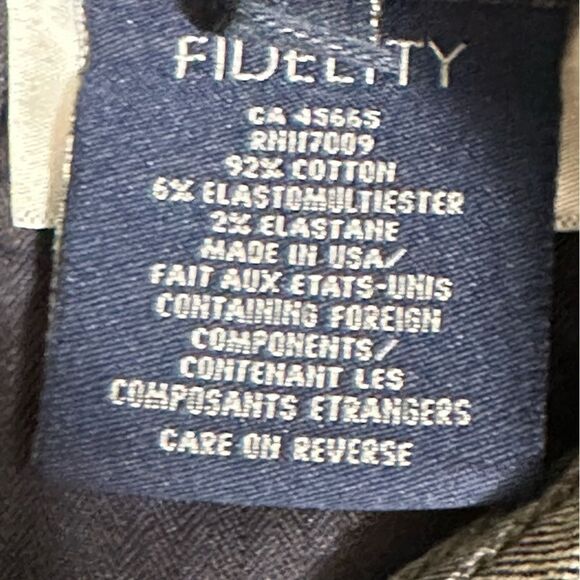 FIDELITY
CA 45665
RN117009
92% COTTON
6% ELASTOMULTIESTER
2% ELASTANE
MADE IN USA/
FAIT AUX ETATS-UNIS
CONTAINING FOREIGN
COMPONENTS/
CONTENANT LES
COMPOSANTS ETRANGERS
CARE ON REVERSE